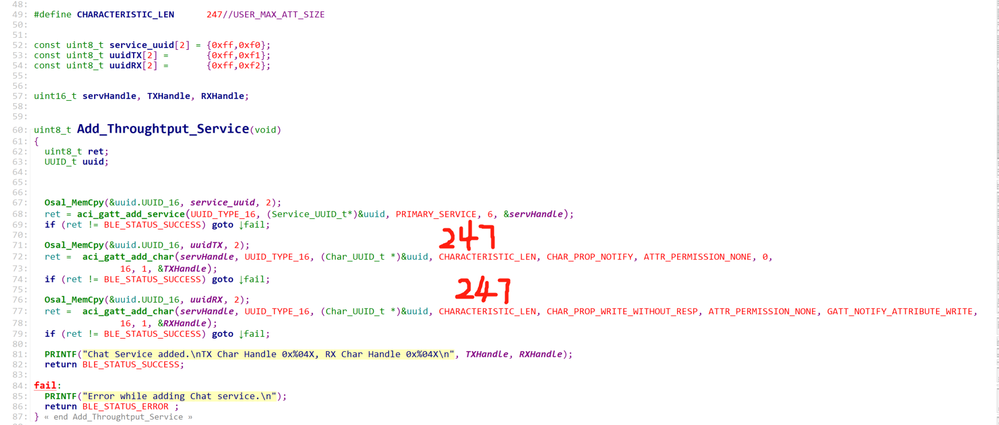 48:
49: #define CHARACTERISTIC_LEN      247//USER_MAX_ATT_SIZE
50:
51:
52: const uint8_t service_uuid[2] = {0xff,0xf0};
53: const uint8_t uuidTX[2] =       {0xff,0xf1};
54: const uint8_t uuidRX[2] =       {0xff,0xf2};
55:
56:
57: uint16_t servHandle, TXHandle, RXHandle;
58:
59:
60: uint8_t Add_Throughtput_Service(void)
61: {
62:   uint8_t ret;
63:   UUID_t uuid;
64:
65:
66:
67:   Osal_MemCpy(&uuid.UUID_16, service_uuid, 2);
68:   ret = aci_gatt_add_service(UUID_TYPE_16, (Service_UUID_t*)&uuid, PRIMARY_SERVICE, 6, &servHandle);
69:   if (ret != BLE_STATUS_SUCCESS) goto ↓fail;
70:
247
71:   Osal_MemCpy(&uuid.UUID_16, uuidTX, 2);
72:   ret =  aci_gatt_add_char(servHandle, UUID_TYPE_16, (Char_UUID_t *)&uuid, CHARACTERISTIC_LEN, CHAR_PROP_NOTIFY, ATTR_PERMISSION_NONE, 0,
73:                 16, 1, &TXHandle);
74:   if (ret != BLE_STATUS_SUCCESS) goto ↓fail;
75:
247
76:   Osal_MemCpy(&uuid.UUID_16, uuidRX, 2);
77:   ret =  aci_gatt_add_char(servHandle, UUID_TYPE_16, (Char_UUID_t *)&uuid, CHARACTERISTIC_LEN, CHAR_PROP_WRITE_WITHOUT_RESP, ATTR_PERMISSION_NONE, GATT_NOTIFY_ATTRIBUTE_WRITE,
78:                 16, 1, &RXHandle);
79:   if (ret != BLE_STATUS_SUCCESS) goto ↓fail;
80:
81:   PRINTF("Chat Service added.\nTX Char Handle 0x%04X, RX Char Handle 0x%04X\n", TXHandle, RXHandle);
82:   return BLE_STATUS_SUCCESS;
83:
84: fail:
85:   PRINTF("Error while adding Chat service.\n");
86:   return BLE_STATUS_ERROR ;
87: } « end Add_Throughtput_Service »